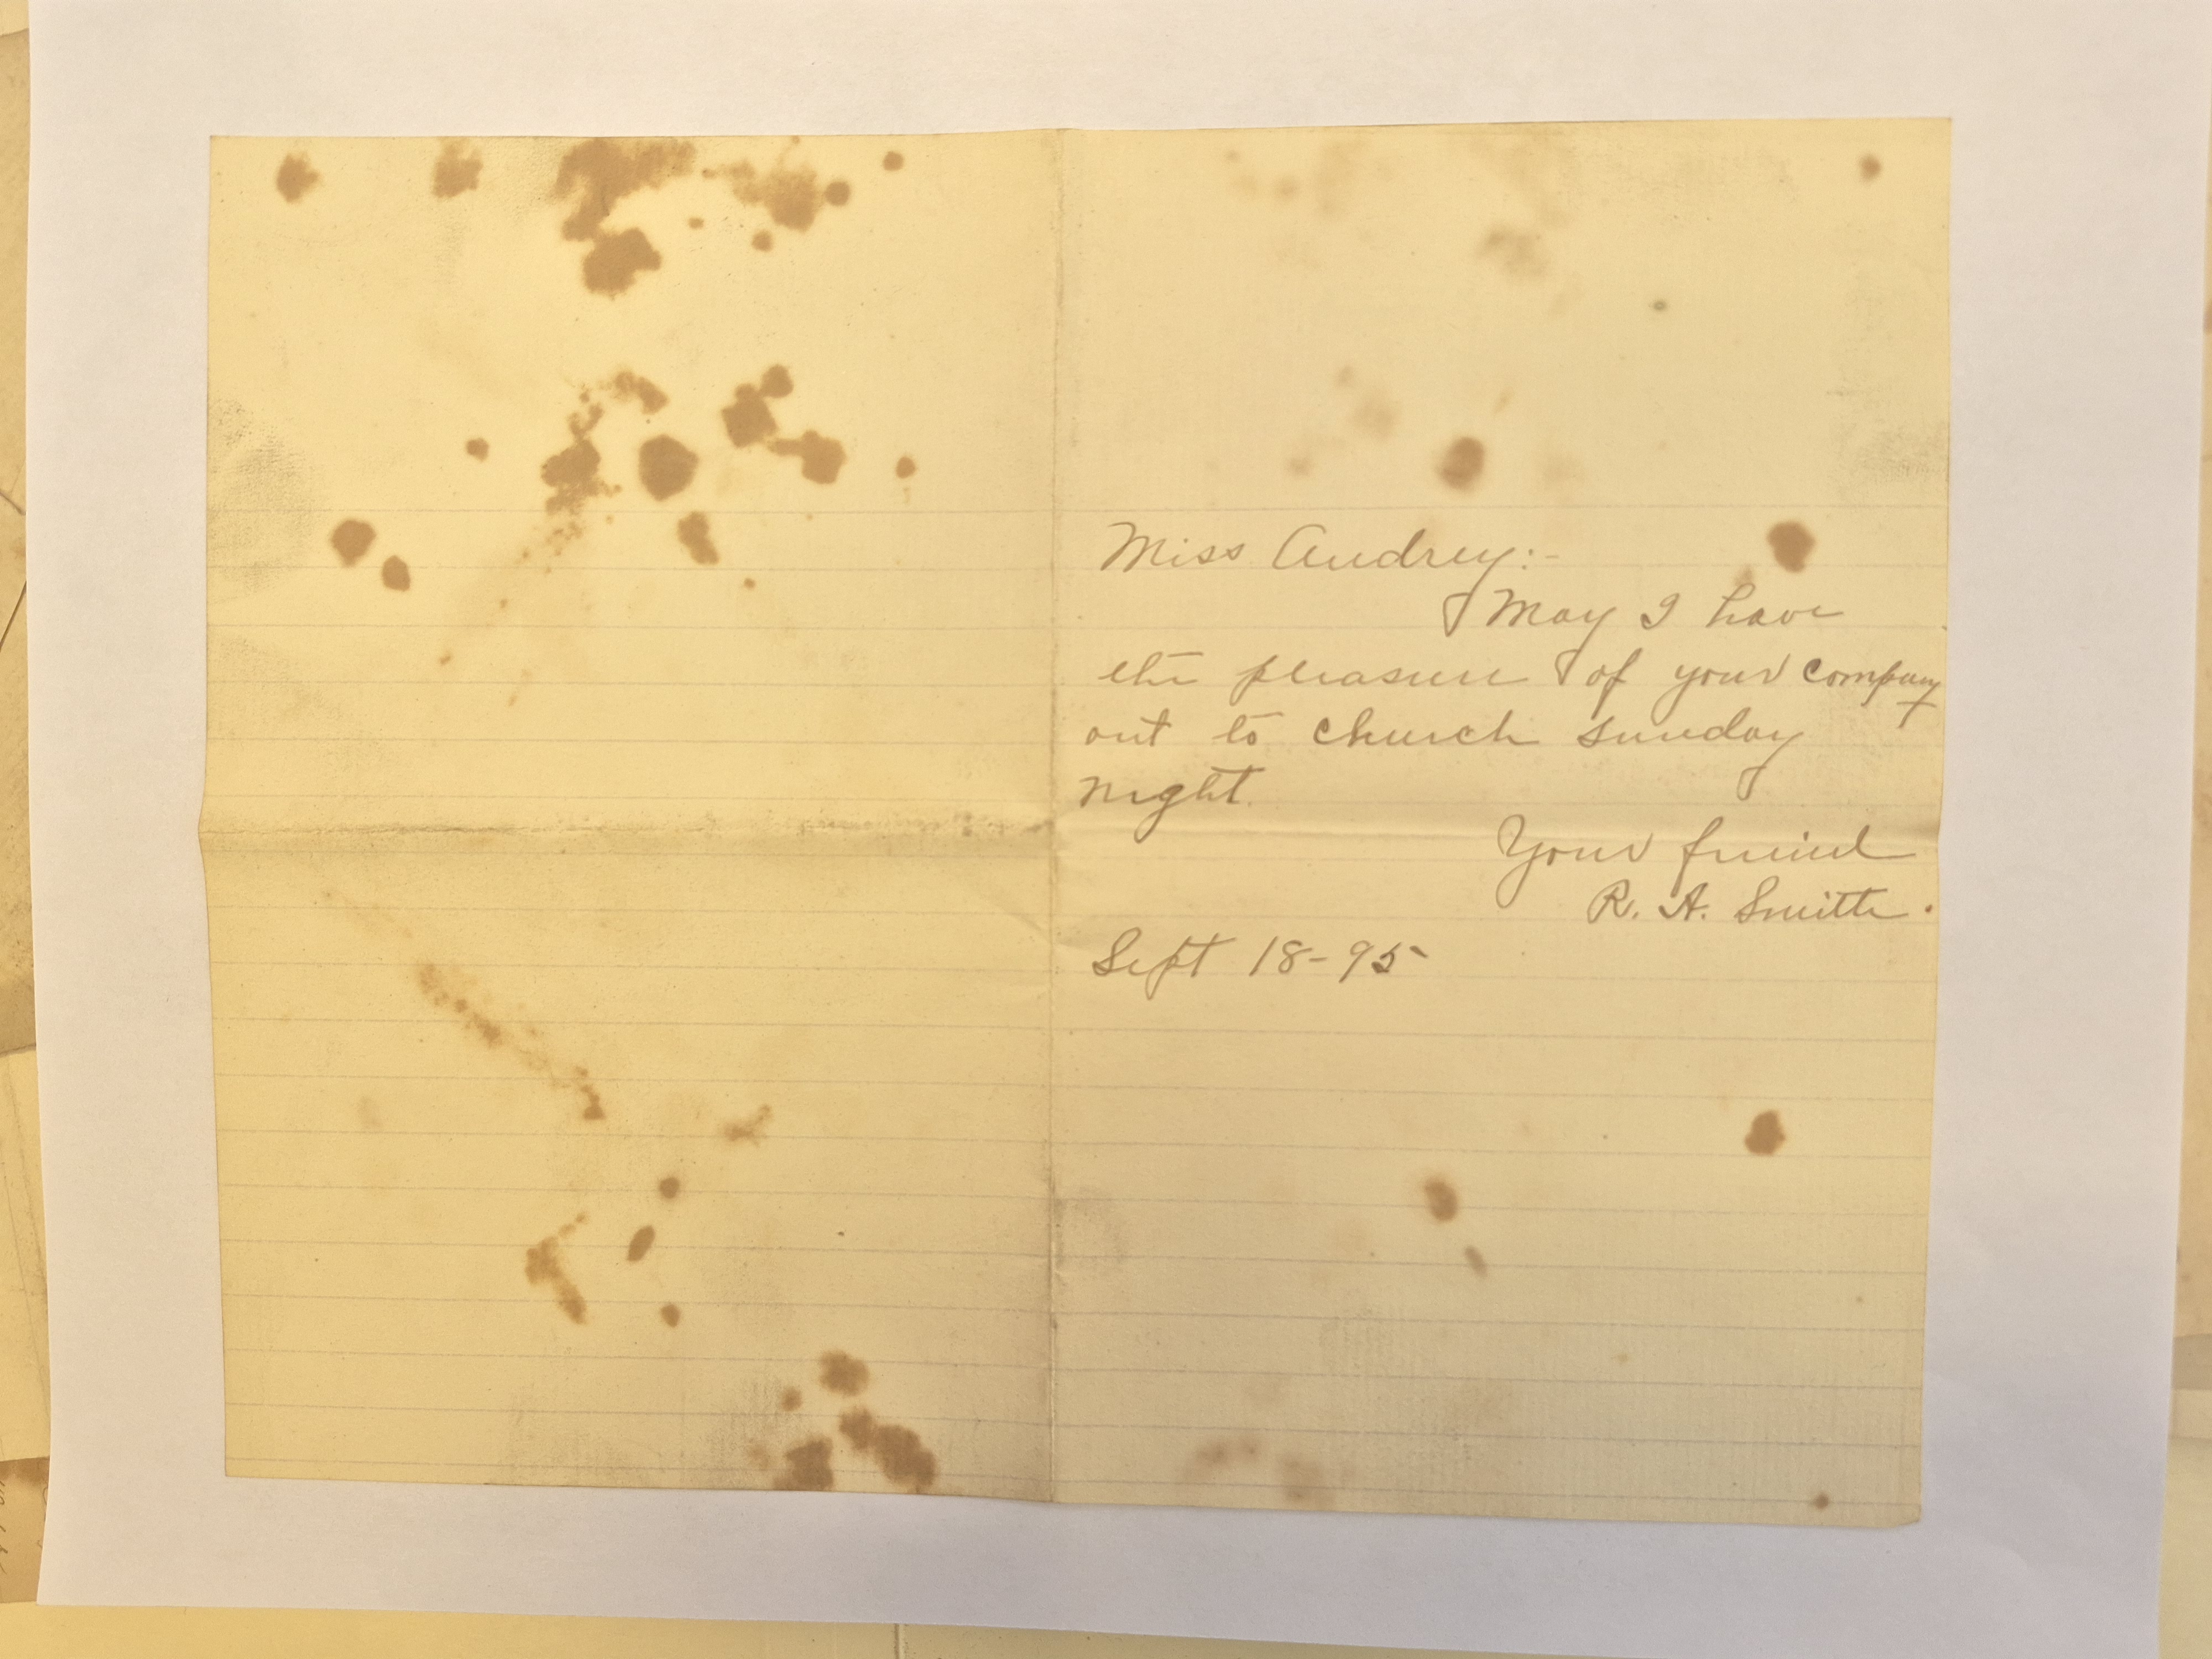 Miss Audrey:-
May I have
the pleasure of your company
out to church sunday
night.
Your friend
R. A. Smith.
Sept 18-95